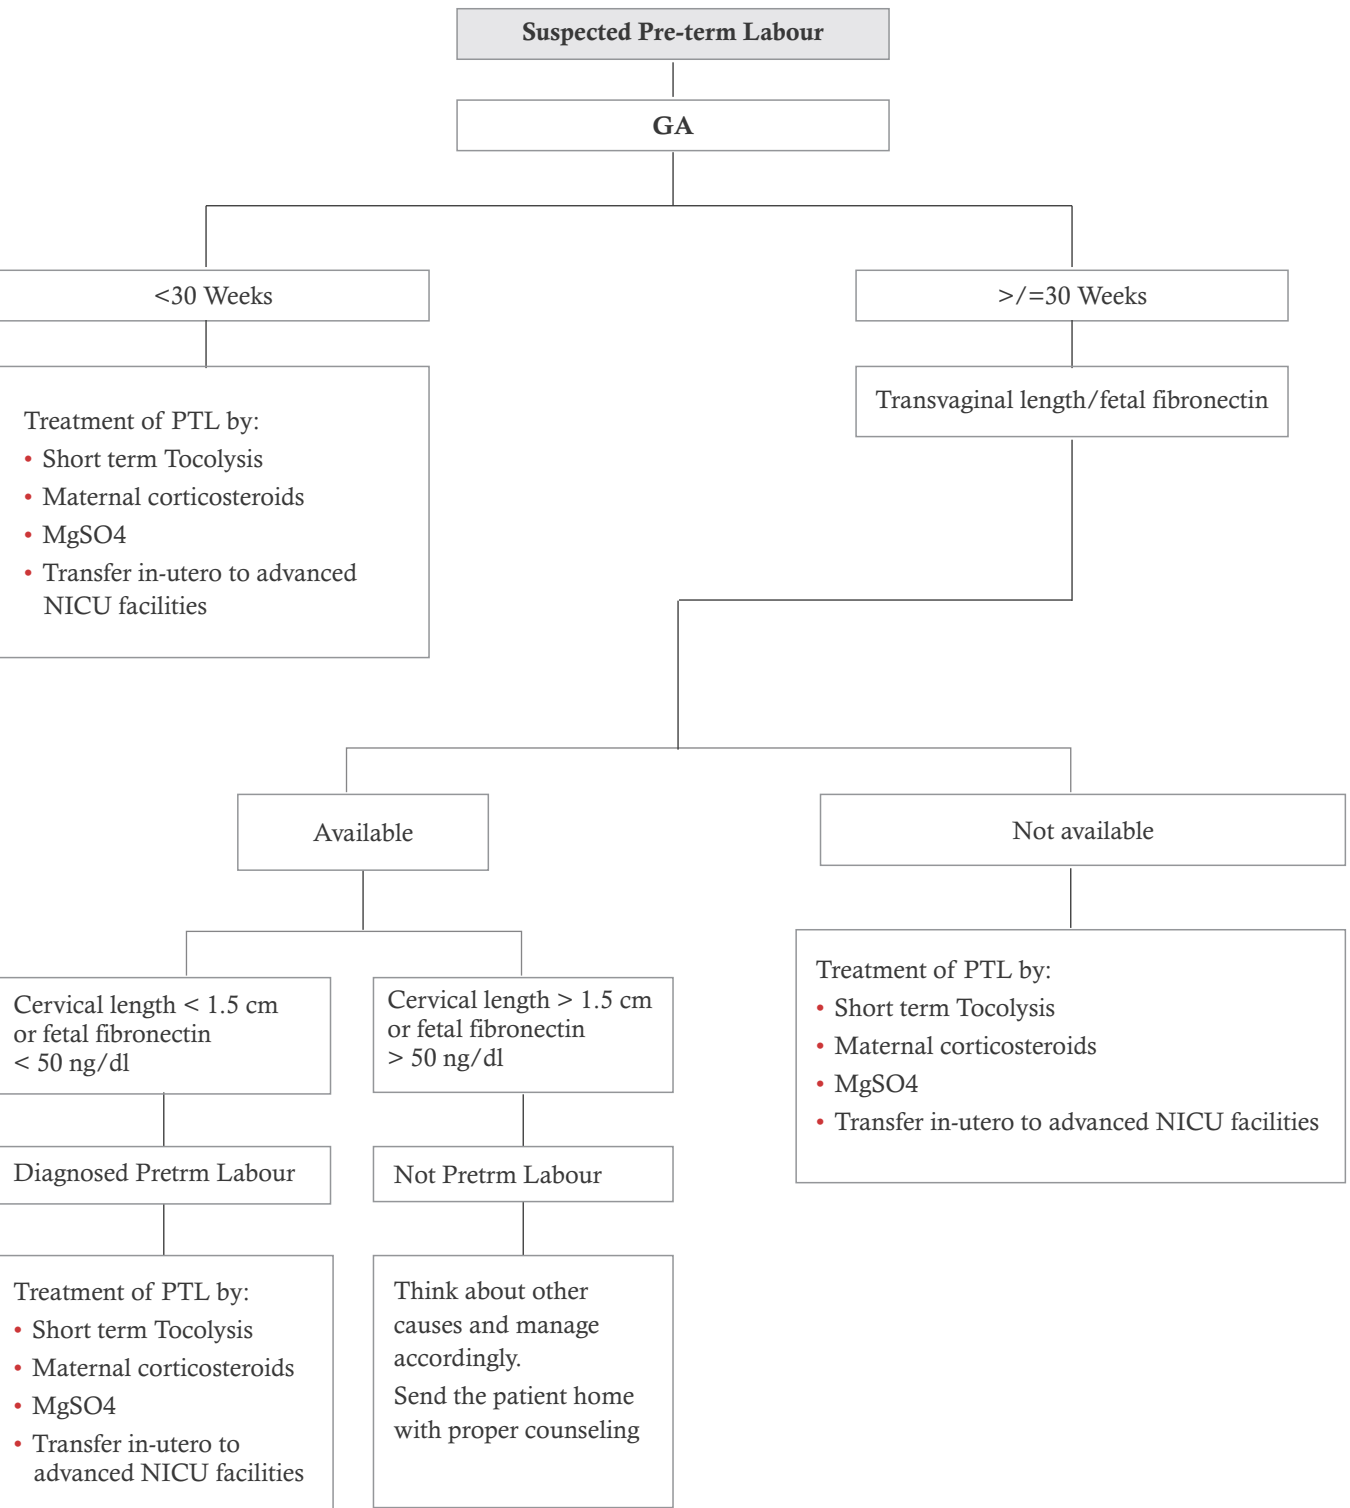 Suspected Pre-term Labour
GA
<30 Weeks
>/=30 Weeks
Treatment of PTL by:
• Short term Tocolysis
• Maternal corticosteroids
• MgSO4
• Transfer in-utero to advanced
NICU facilities
Transvaginal length/fetal fibronectin
Available
Not available
Cervical length < 1.5 cm
or fetal fibronectin
< 50 ng/dl
Cervical length > 1.5 cm
or fetal fibronectin
> 50 ng/dl
Treatment of PTL by:
• Short term Tocolysis
• Maternal corticosteroids
• MgSO4
• Transfer in-utero to advanced NICU facilities
Diagnosed Pretrm Labour
Not Pretrm Labour
Treatment of PTL by:
• Short term Tocolysis
• Maternal corticosteroids
• MgSO4
• Transfer in-utero to
advanced NICU facilities
Think about other
causes and manage
accordingly.
Send the patient home
with proper counseling